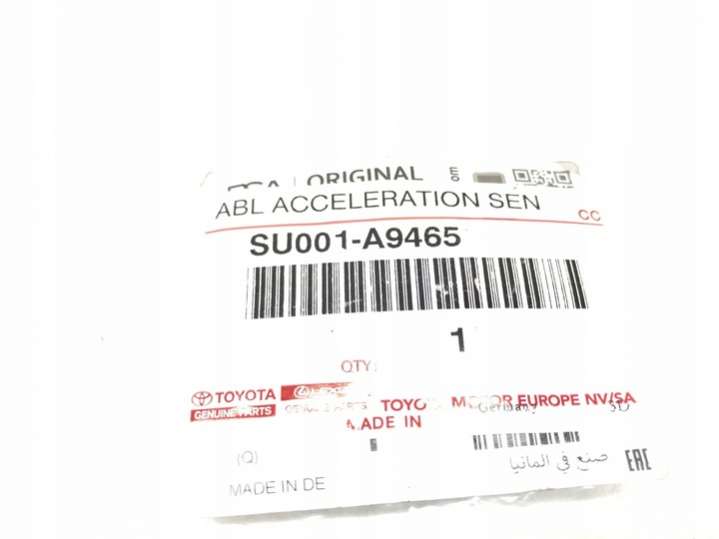 ORIGINAL
ABL ACCELERATION SEN
CC
SU001-A9465
1
QTY:
TOYOTA
GENUINE PARTS
MOTOR EUROPE NV/SA
Germany
MADE IN
صنع في المانيا
EAC
(Q)
MADE IN DE